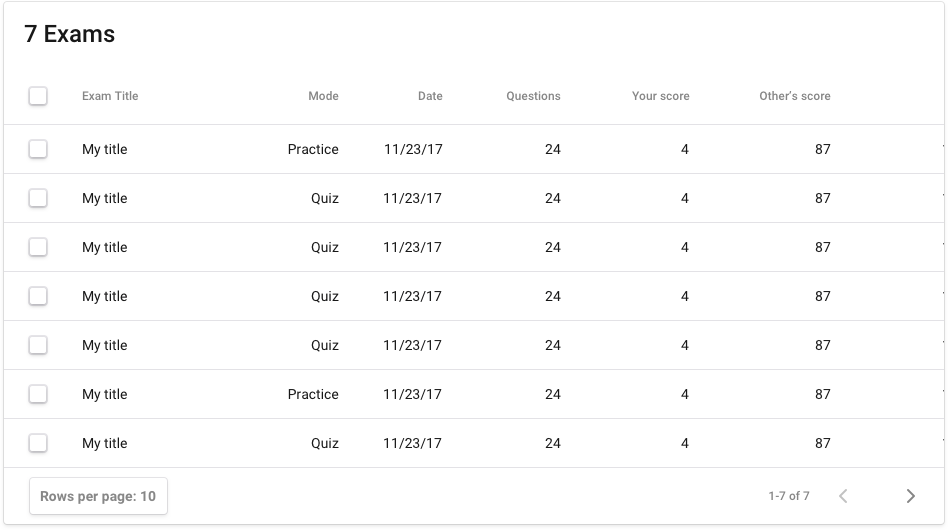 7 Exams
Exam Title Mode Date Questions Your score Other's score
My title Practice 11/23/17 24 4 87
My title Quiz 11/23/17 24 4 87
My title Quiz 11/23/17 24 4 87
My title Quiz 11/23/17 24 4 87
My title Quiz 11/23/17 24 4 87
My title Practice 11/23/17 24 4 87
My title Quiz 11/23/17 24 4 87
Rows per page: 10 1-7 of 7